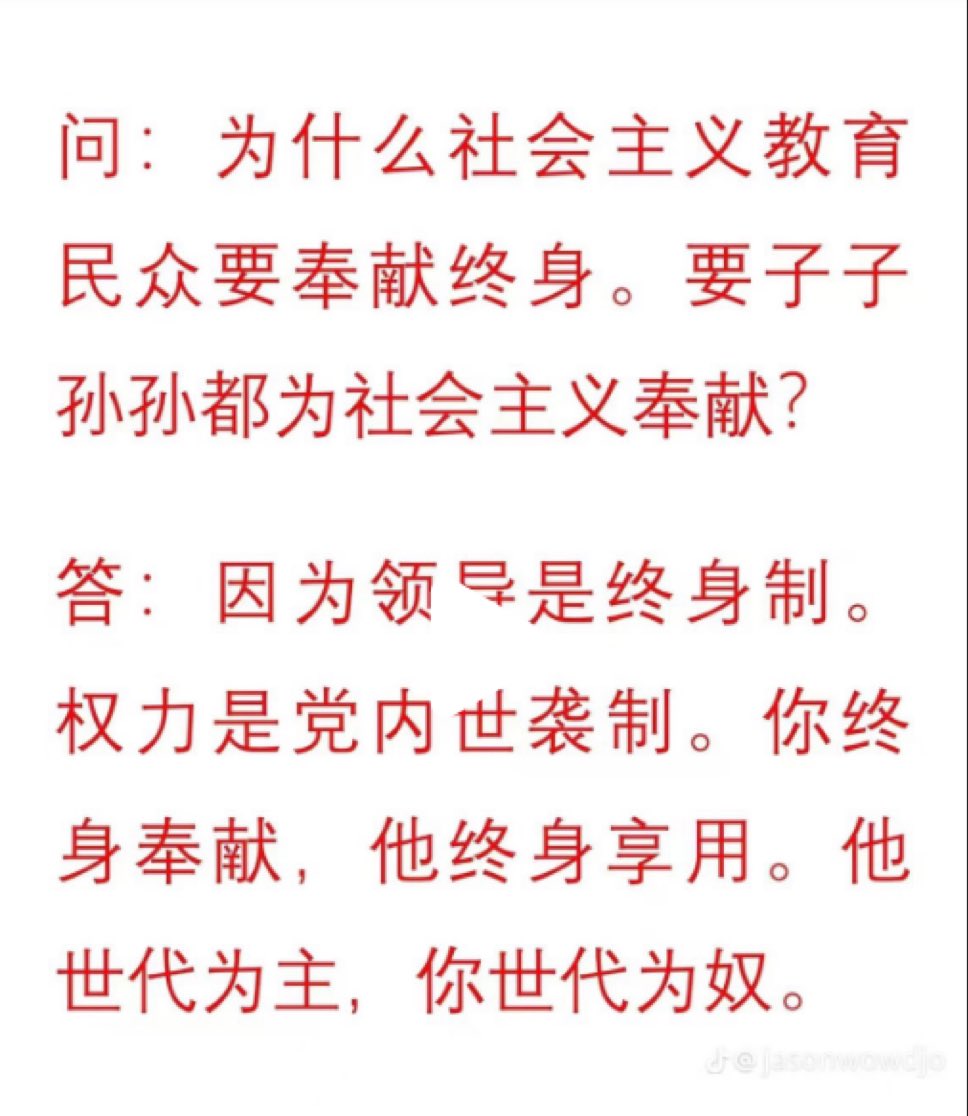 问：为什么社会主义教育
民众要奉献终身。要子子
孙孙都为社会主义奉献？
答：因为领导是终身制。
权力是党内世袭制。你终
身奉献，他终身享用。他
世代为主，你世代为奴。
@jasonwowdjo